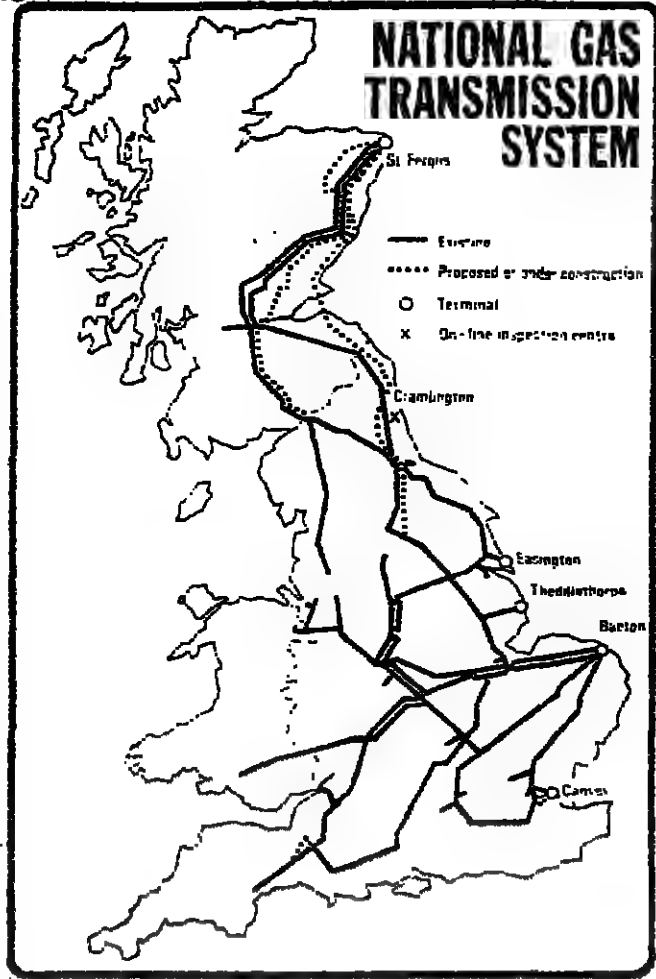 NATIONAL GAS
TRANSMISSION
SYSTEM
St. Fergus
Existing
Proposed or under construction
Terminal
On-line inspection centre
Cramlington
Easington
Theddlethorpe
Bacton
Canvey